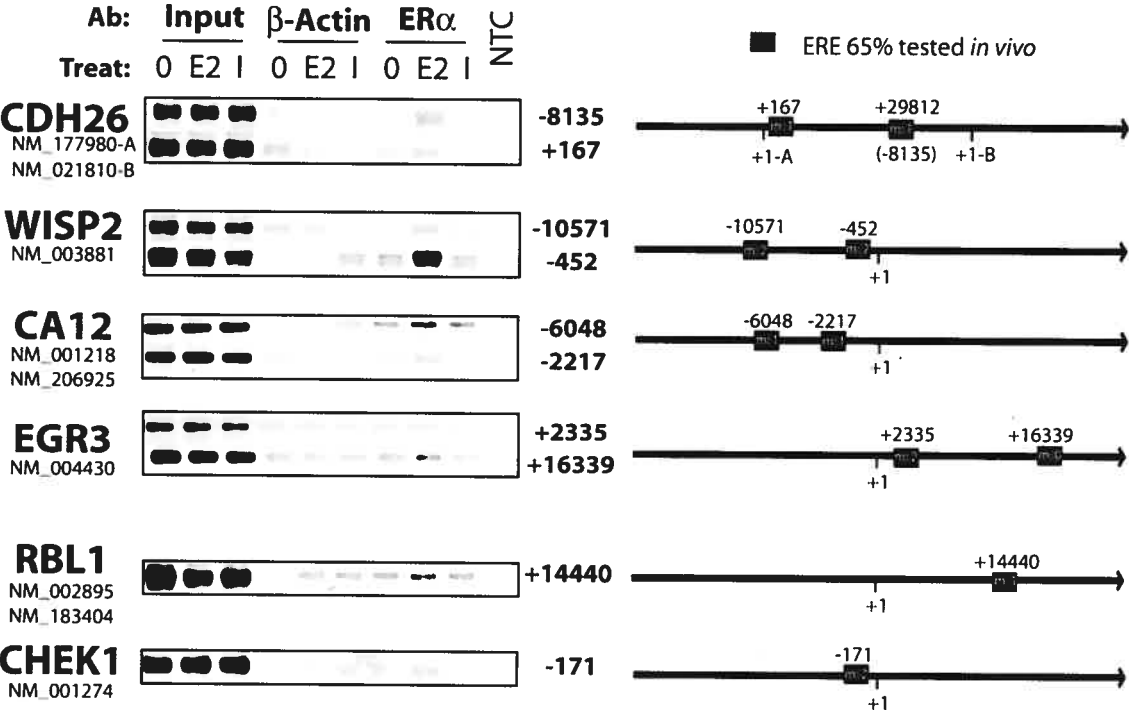 Ab: Input β-Actin ERα NTC
Treat: 0 E2 I 0 E2 I 0 E2 I
ERE 65% tested in vivo
CDH26
NM_177980-A
NM_021810-B
-8135
+167
+167
+29812
+1-A
(-8135)
+1-B
WISP2
NM_003881
-10571
-452
-10571
-452
+1
CA12
NM_001218
NM_206925
-6048
-2217
-6048
-2217
+1
EGR3
NM_004430
+2335
+16339
+2335
+16339
+1
RBL1
NM_002895
NM_183404
+14440
+14440
+1
CHEK1
NM_001274
-171
-171
+1